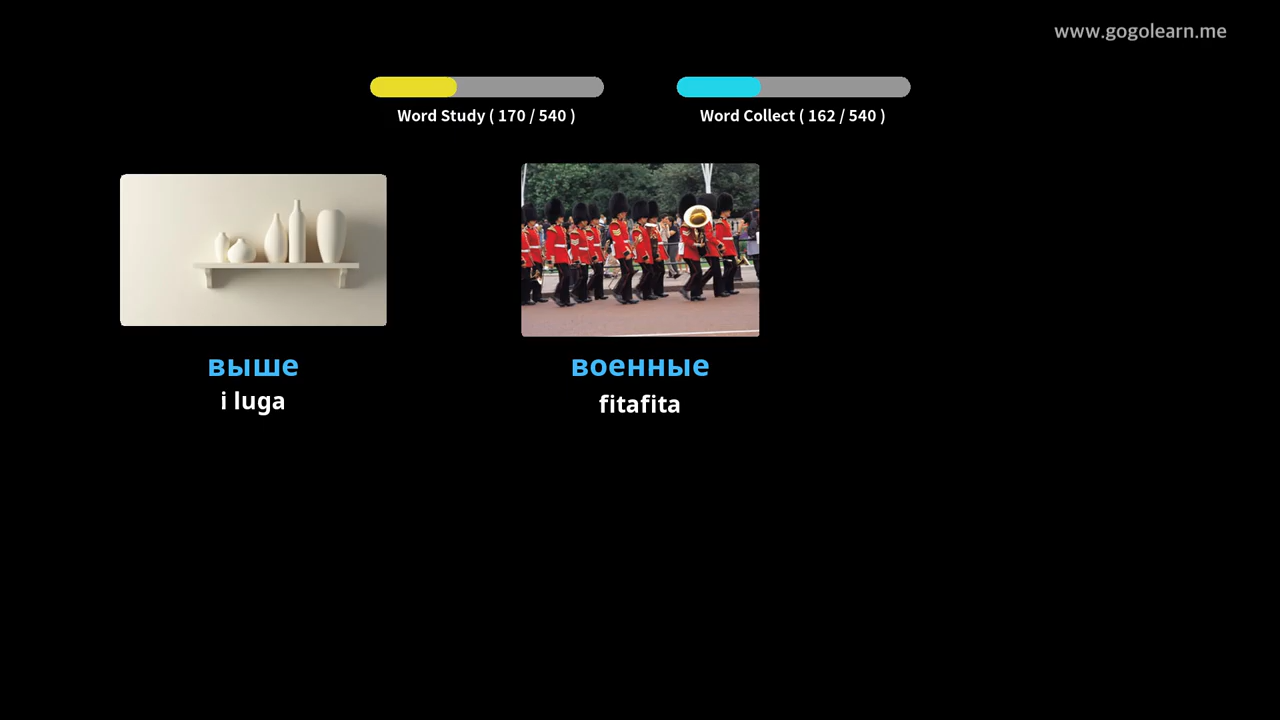 www.gogolearn.me
Word Study ( 170 / 540 )
Word Collect ( 162 / 540 )
выше
i luga
военные
fitafita